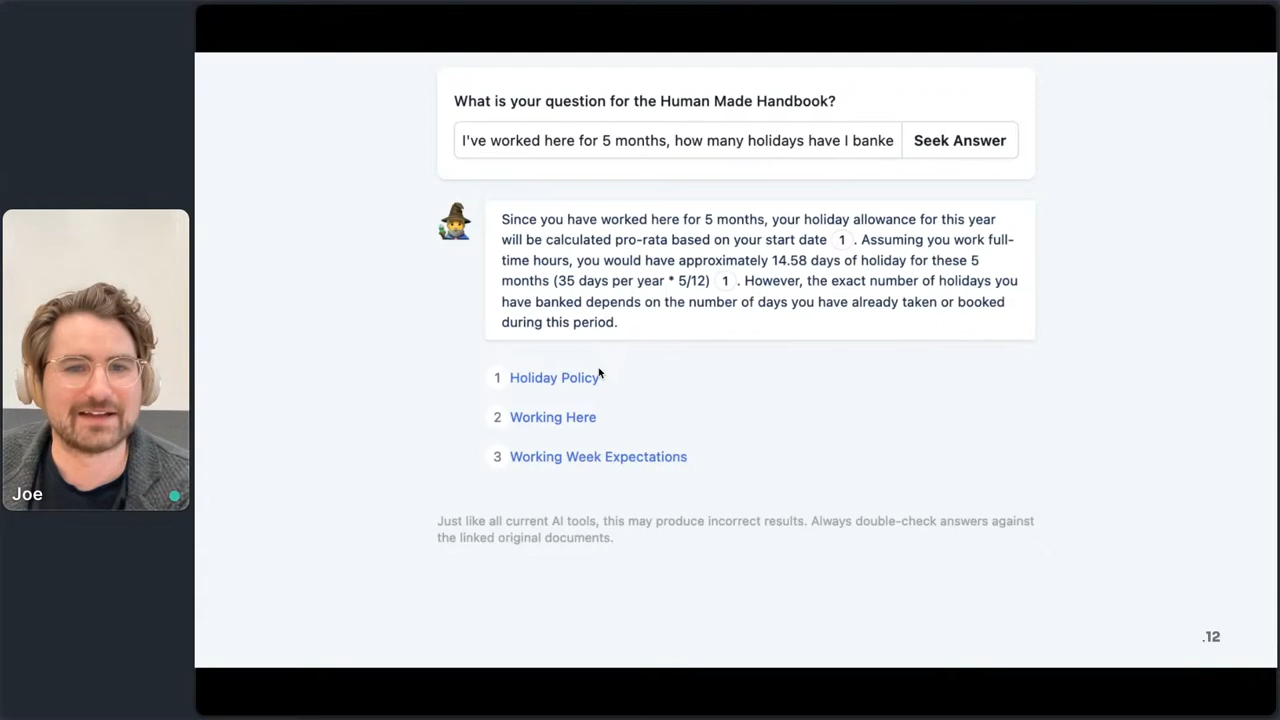 What is your question for the Human Made Handbook?
I've worked here for 5 months, how many holidays have I banke
Seek Answer
Since you have worked here for 5 months, your holiday allowance for this year
will be calculated pro-rata based on your start date 1 . Assuming you work full-
time hours, you would have approximately 14.58 days of holiday for these 5
months (35 days per year * 5/12) 1 . However, the exact number of holidays you
have banked depends on the number of days you have already taken or booked
during this period.
1 Holiday Policy
2 Working Here
3 Working Week Expectations
Just like all current AI tools, this may produce incorrect results. Always double-check answers against
the linked original documents.
Joe
.12